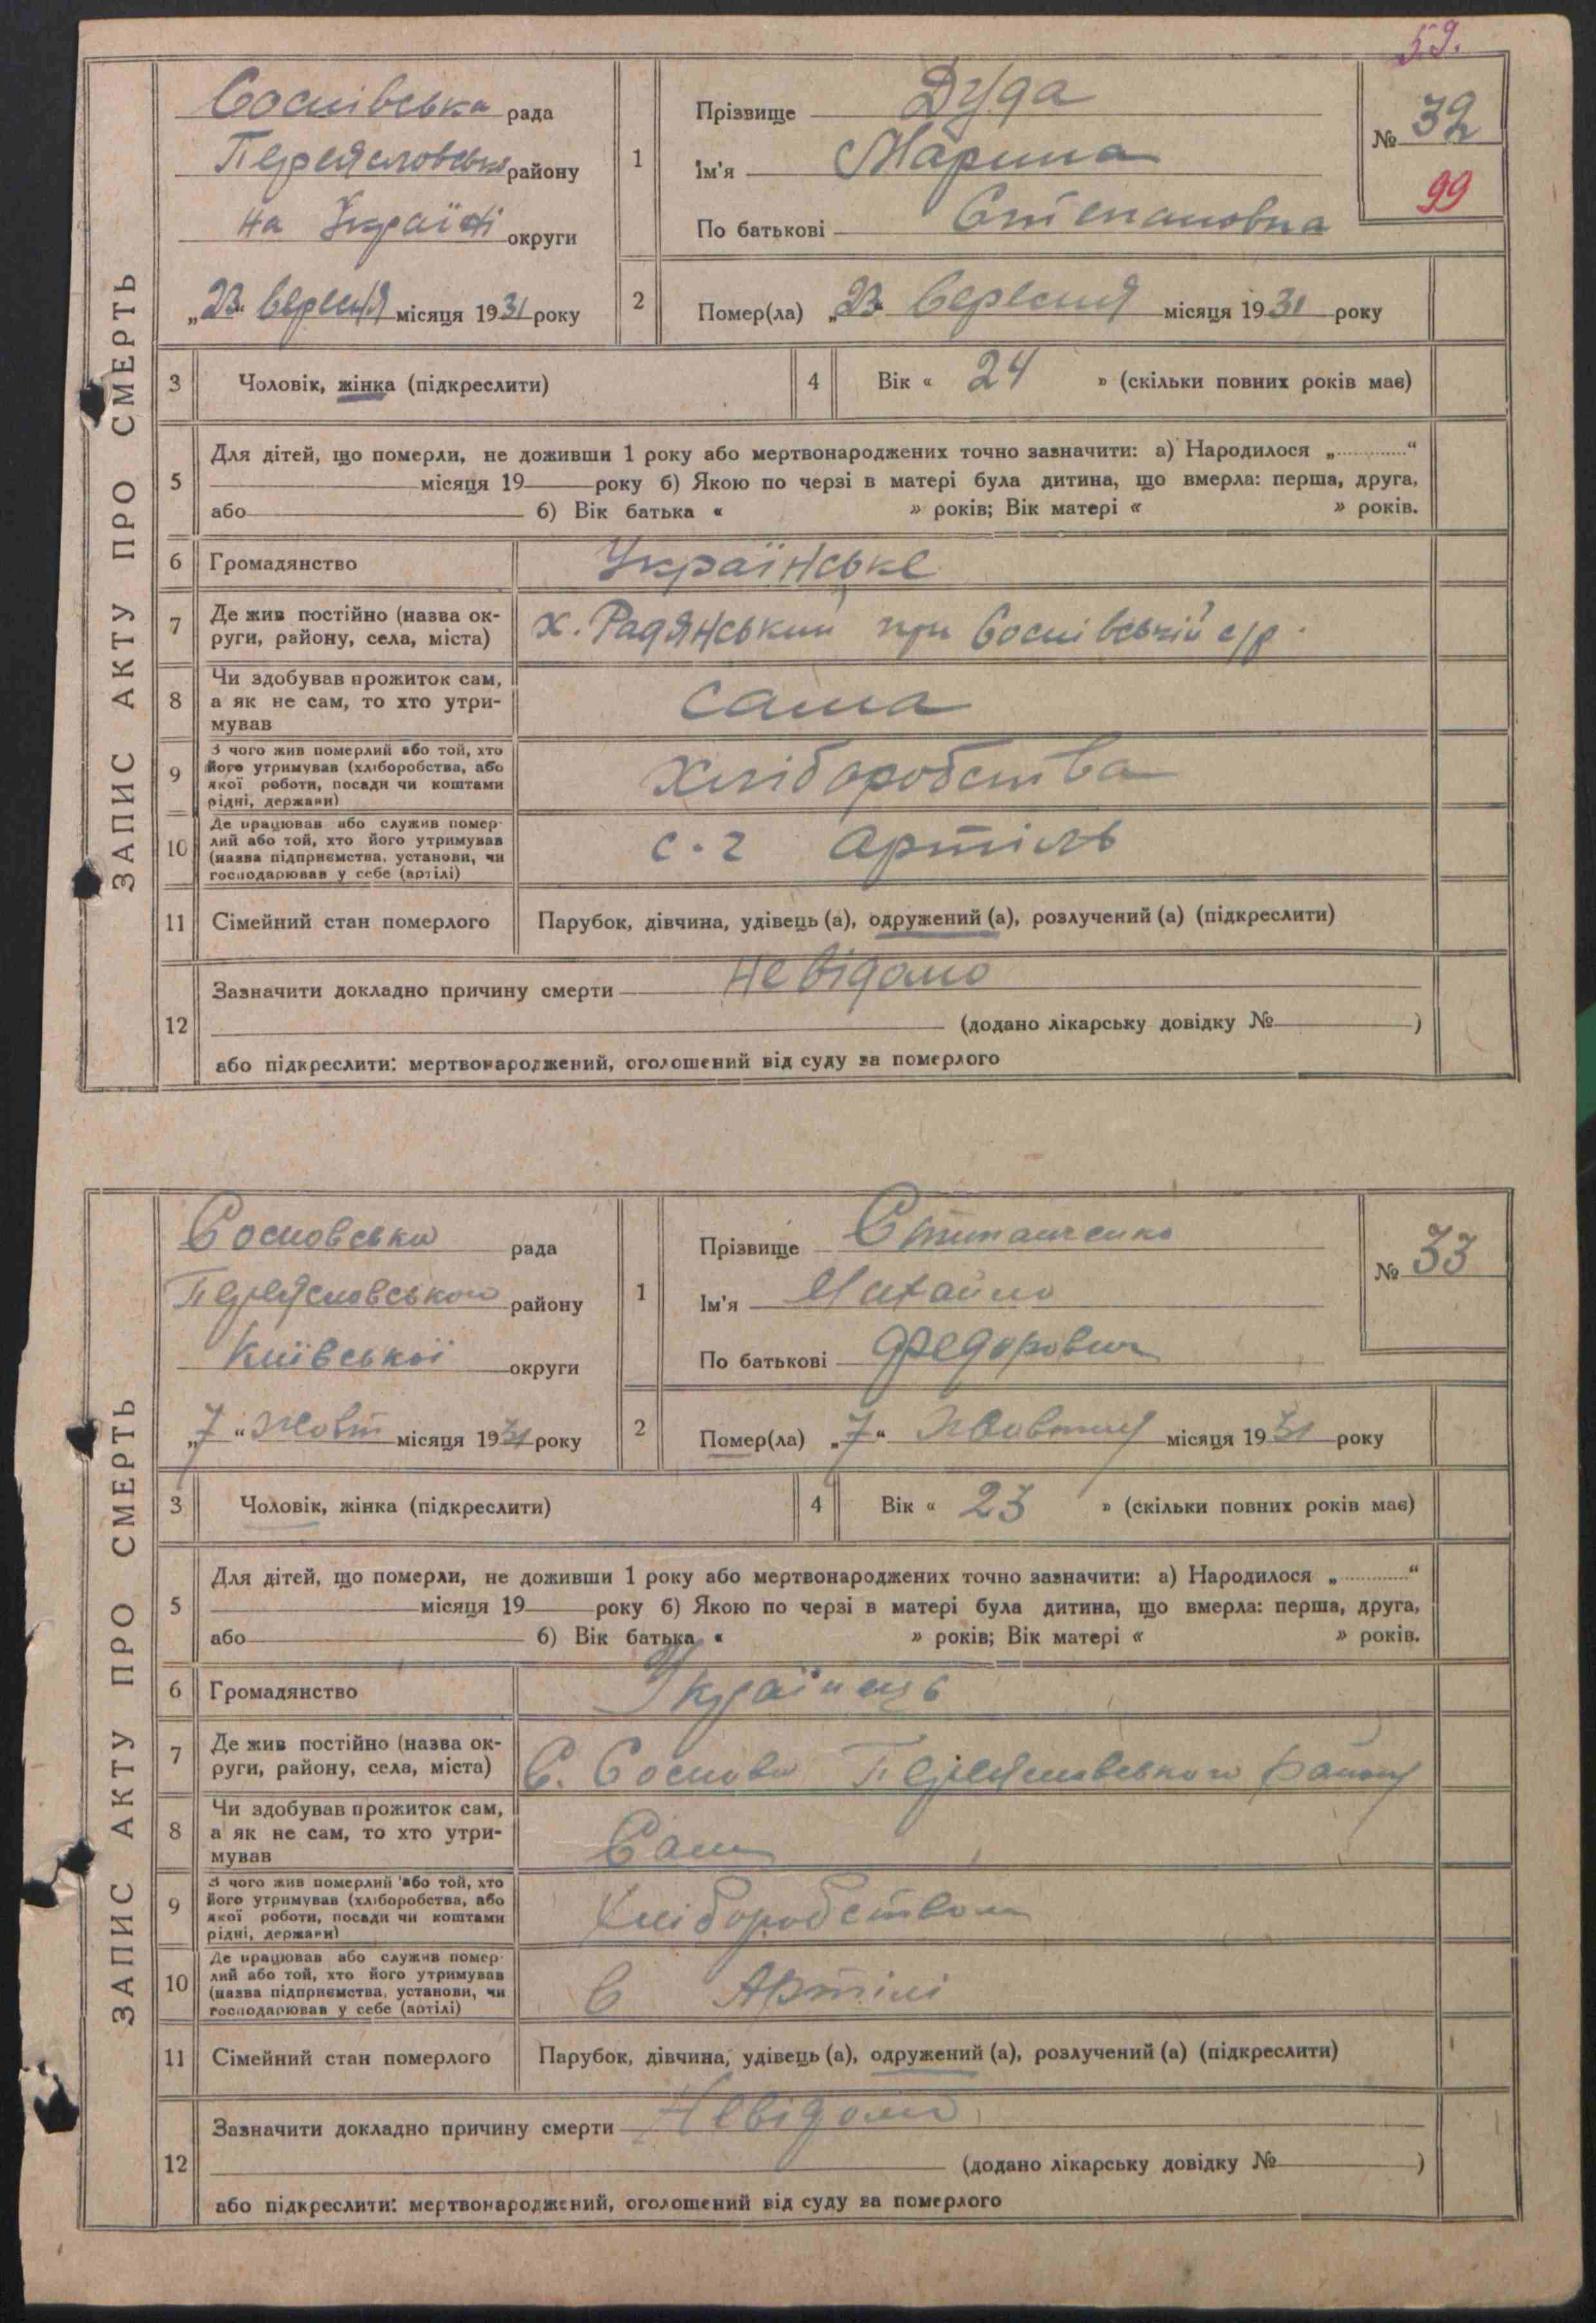 59.
ЗАПИС АКТУ ПРО СМЕРТЬ
Соснівська рада
Переясловськ району
на Україні округи
„23“ вересня місяця 1931 року
1
Прізвище Дуда
Ім'я Марина
По батькові Степановна
№ 32
99
2 Помер(ла) „23“ вересня місяця 1931 року
3 Чоловік, жінка (підкреслити)
4 Вік « 24 » (скільки повних років має)
5 Для дітей, що померли, не доживши 1 року або мертвонароджених точно зазначити: а) Народилося „ “
місяця 19 року б) Якою по черзі в матері була дитина, що вмерла: перша, друга,
або б) Вік батька « » років; Вік матері « » років.
6 Громадянство Українське
7 Де жив постійно (назва ок-
руги, району, села, міста) х. Радянський при Соснівській с/р.
8 Чи здобував прожиток сам,
а як не сам, то хто утри-
мував сама
9 З чого жив померлий або той, хто
його утримував (хліборобства, або
якої роботи, посади чи коштами
рідні, держави) Хліборобства
10 Де працював або служив помер-
лий або той, хто його утримував
(назва підприємства, установи, чи
господарював у себе (артілі) с.г артіль
11 Сімейний стан померлого Парубок, дівчина, удівець (а), одружений (а), розлучений (а) (підкреслити)
12 Зазначити докладно причину смерти невідомо
(додано лікарську довідку № )
або підкреслити: мертвонароджений, оголошений від суду за померлого
ЗАПИС АКТУ ПРО СМЕРТЬ
Сосновська рада
Переясловського району
Київської округи
„7“ жовт місяця 1931 року
1
Прізвище
Ім'я Михайло
По батькові Федорович
№ 33
2 Помер(ла) „7“ жовтня місяця 1931 року
3 Чоловік, жінка (підкреслити)
4 Вік « 23 » (скільки повних років має)
5 Для дітей, що померли, не доживши 1 року або мертвонароджених точно зазначити: а) Народилося „ “
місяця 19 року б) Якою по черзі в матері була дитина, що вмерла: перша, друга,
або б) Вік батька « » років; Вік матері « » років.
6 Громадянство Українець
7 Де жив постійно (назва ок-
руги, району, села, міста) С. Соснова Переясловського району
8 Чи здобував прожиток сам,
а як не сам, то хто утри-
мував Сам
9 З чого жив померлий або той, хто
його утримував (хліборобства, або
якої роботи, посади чи коштами
рідні, держави) Хліборобством
10 Де працював або служив помер-
лий або той, хто його утримував
(назва підприємства, установи, чи
господарював у себе (артілі) в Артілі
11 Сімейний стан померлого Парубок, дівчина, удівець (а), одружений (а), розлучений (а) (підкреслити)
12 Зазначити докладно причину смерти Невідомо
(додано лікарську довідку № )
або підкреслити: мертвонароджений, оголошений від суду за померлого